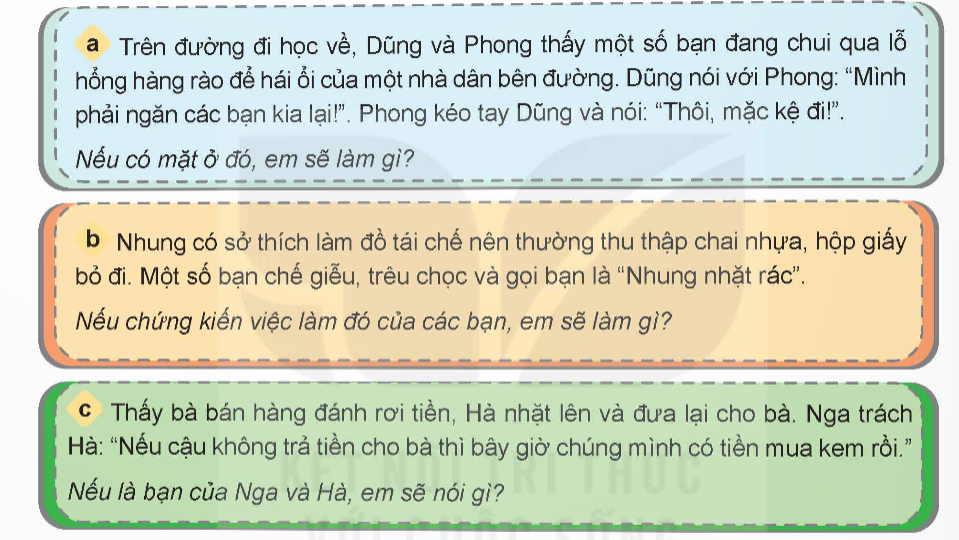 a Trên đường đi học về, Dũng và Phong thấy một số bạn đang chui qua lỗ
hổng hàng rào để hái ổi của một nhà dân bên đường. Dũng nói với Phong: “Mình
phải ngăn các bạn kia lại!”. Phong kéo tay Dũng và nói: “Thôi, mặc kệ đi!”.
Nếu có mặt ở đó, em sẽ làm gì?
b Nhung có sở thích làm đồ tái chế nên thường thu thập chai nhựa, hộp giấy
bỏ đi. Một số bạn chế giễu, trêu chọc và gọi bạn là “Nhung nhặt rác”.
Nếu chứng kiến việc làm đó của các bạn, em sẽ làm gì?
c Thấy bà bán hàng đánh rơi tiền, Hà nhặt lên và đưa lại cho bà. Nga trách
Hà: “Nếu cậu không trả tiền cho bà thì bây giờ chúng mình có tiền mua kem rồi.”
KẾT NỐI TRI THỨC
Nếu là bạn của Nga và Hà, em sẽ nói gì?
VỚI CUỘC SỐNG